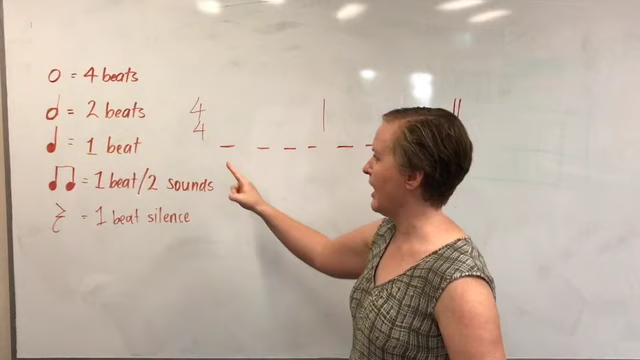 𝅝 = 4 beats
𝅗𝅥 = 2 beats
♩ = 1 beat
♫ = 1 beat/2 sounds
𝄽 = 1 beat silence
4
4